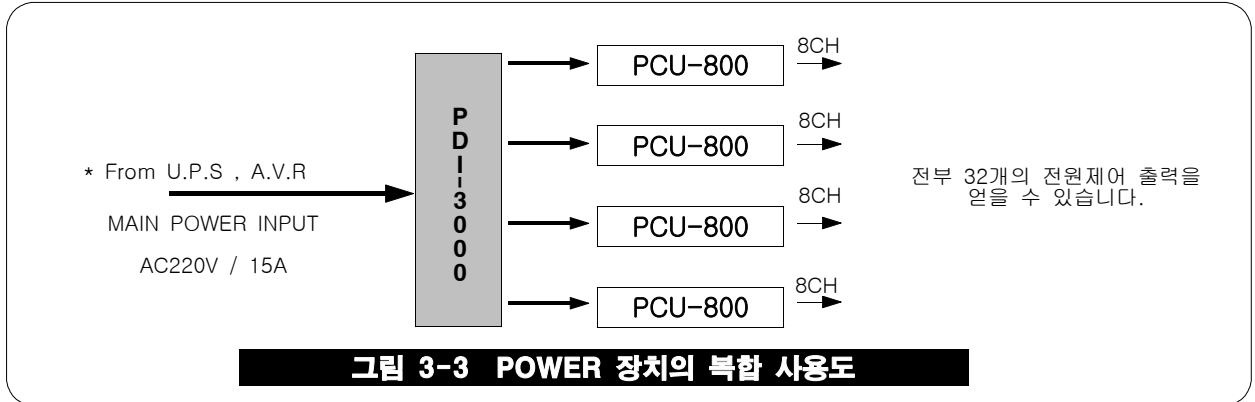 * From U.P.S , A.V.R
MAIN POWER INPUT
AC220V / 15A
PDI-3000
PCU-800
8CH
PCU-800
8CH
PCU-800
8CH
PCU-800
8CH
전부 32개의 전원제어 출력을
얻을 수 있습니다.
그림 3-3 POWER 장치의 복합 사용도